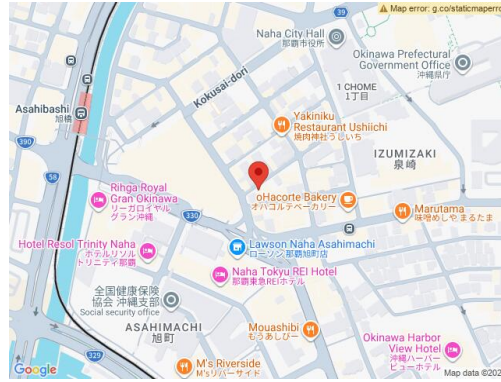 Map error: g.co/staticmaperro
39
Naha City Hall
那覇市役所
Okinawa Prefectural
Government Office
沖縄県庁
Kokusai-dori
1 CHOME
1丁目
Asahibashi
旭橋
Yakiniku
Restaurant Ushiichi
焼肉神社うしいち
IZUMIZAKI
泉崎
390
58
Rihga Royal
Gran Okinawa
リーガロイヤル
グラン沖縄
oHacorte Bakery
オハコルテベーカリー
330
Marutama
味噌めしや まるたま
Hotel Resol Trinity Naha
ホテルリソル
トリニティ那覇
Lawson Naha Asahimachi
ローソン 那覇旭町店
Naha Tokyu REI Hotel
那覇東急REIホテル
全国健康保険
協会 沖縄支部
Social security office
ASAHIMACHI
旭町
Mouashibi
もうあしびー
Okinawa Harbor
View Hotel
沖縄ハーバー
ビューホテル
329
M's Riverside
M'sリバーサイド
Google
Map data ©202